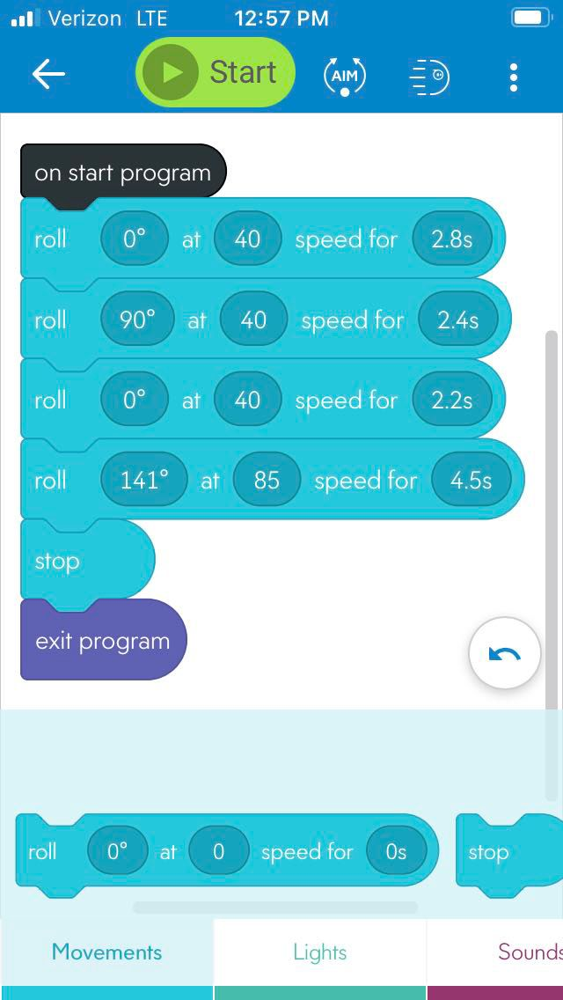 Verizon LTE 12:57 PM
Start AIM
on start program
roll 0° at 40 speed for 2.8s
roll 90° at 40 speed for 2.4s
roll 0° at 40 speed for 2.2s
roll 141° at 85 speed for 4.5s
stop
exit program
roll 0° at 0 speed for 0s stop
Movements Lights Sounds